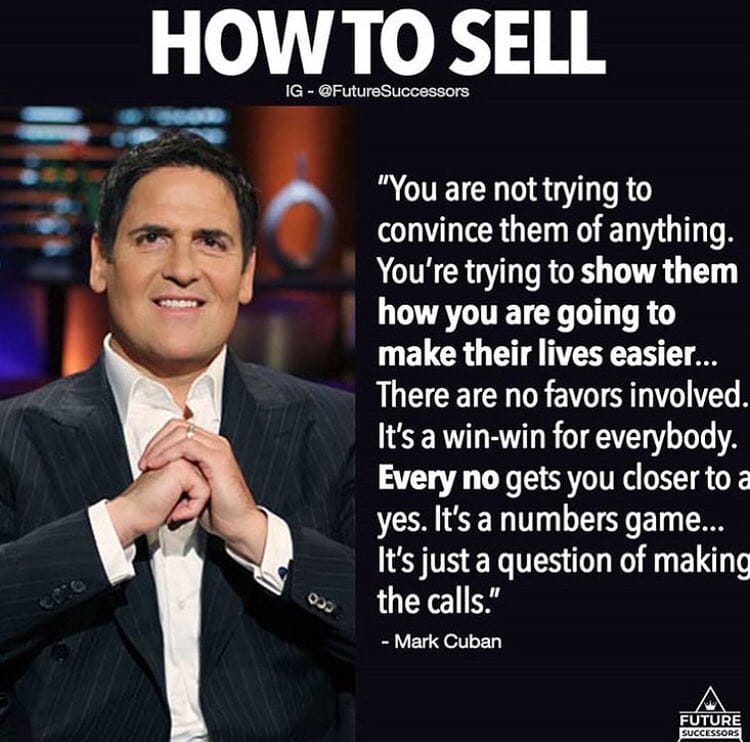 HOW TO SELL
IG - @FutureSuccessors
"You are not trying to
convince them of anything.
You're trying to show them
how you are going to
make their lives easier...
There are no favors involved.
It's a win-win for everybody.
Every no gets you closer to a
yes. It's a numbers game...
It's just a question of making
the calls."
- Mark Cuban
FUTURE
SUCCESSORS